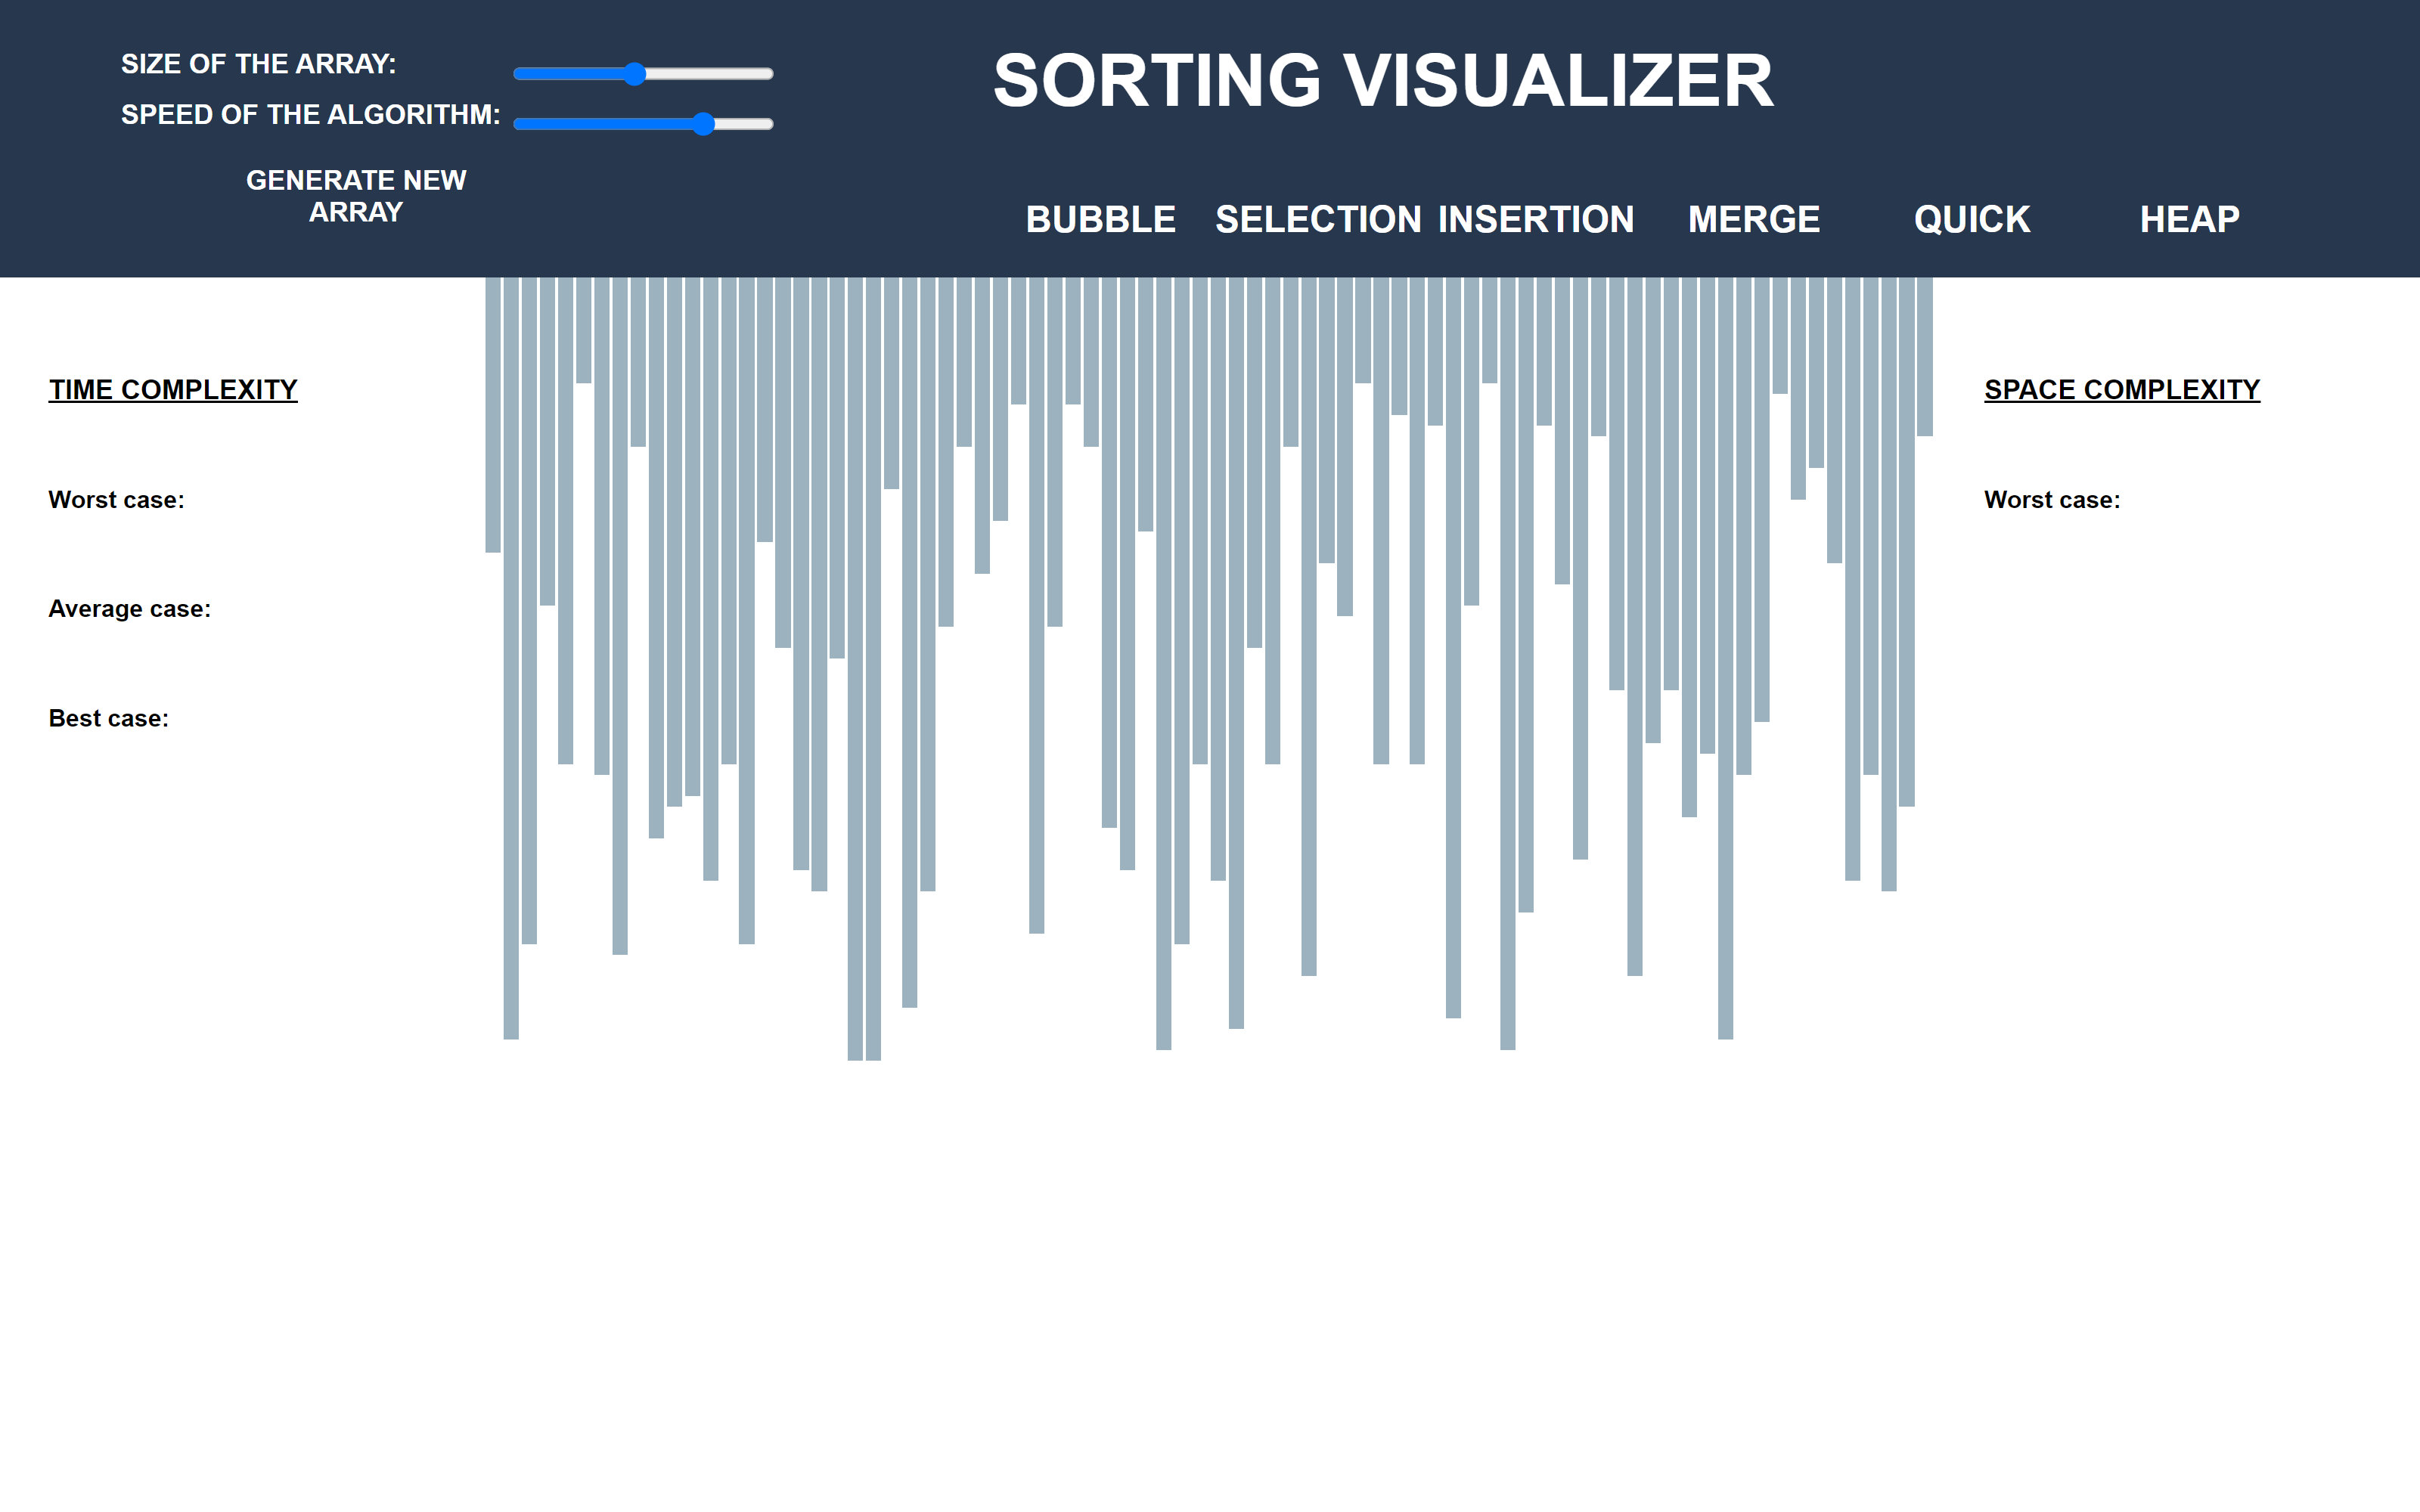 SIZE OF THE ARRAY:
SPEED OF THE ALGORITHM:
GENERATE NEW
ARRAY
SORTING VISUALIZER
BUBBLE SELECTION INSERTION MERGE QUICK HEAP
TIME COMPLEXITY
Worst case:
Average case:
Best case:
SPACE COMPLEXITY
Worst case: